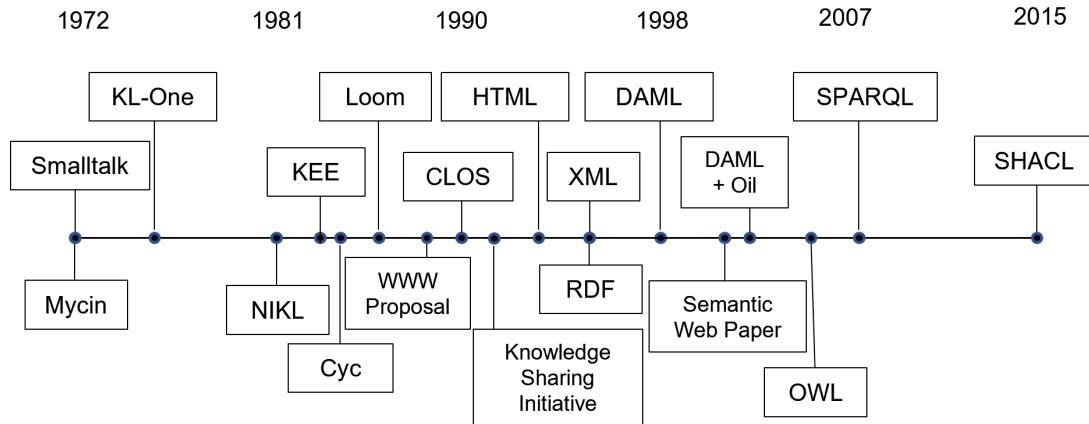 1972
1981
1990
1998
2007
2015
KL-One
Loom
HTML
DAML
SPARQL
Smalltalk
KEE
CLOS
XML
DAML
+ Oil
SHACL
Mycin
NIKL
Cyc
WWW
Proposal
Knowledge
Sharing
Initiative
RDF
Semantic
Web Paper
OWL